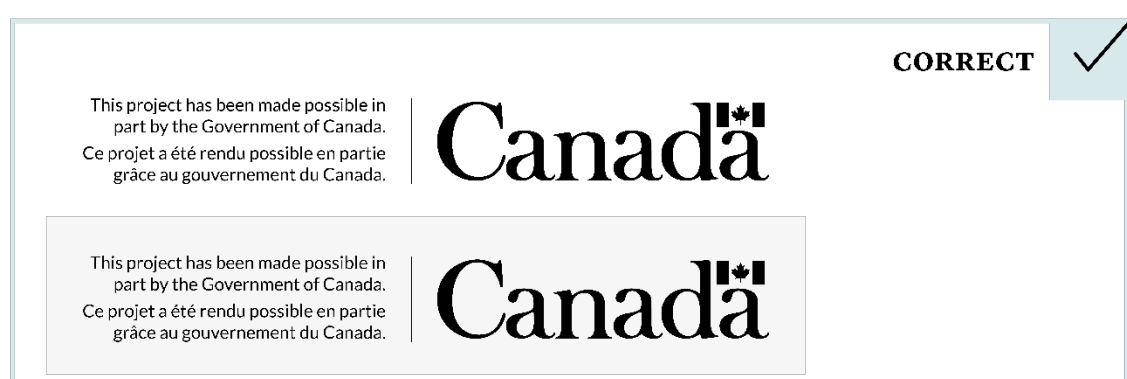 CORRECT
This project has been made possible in
part by the Government of Canada.
Ce projet a été rendu possible en partie
grâce au gouvernement du Canada.
Canada
This project has been made possible in
part by the Government of Canada.
Ce projet a été rendu possible en partie
grâce au gouvernement du Canada.
Canada